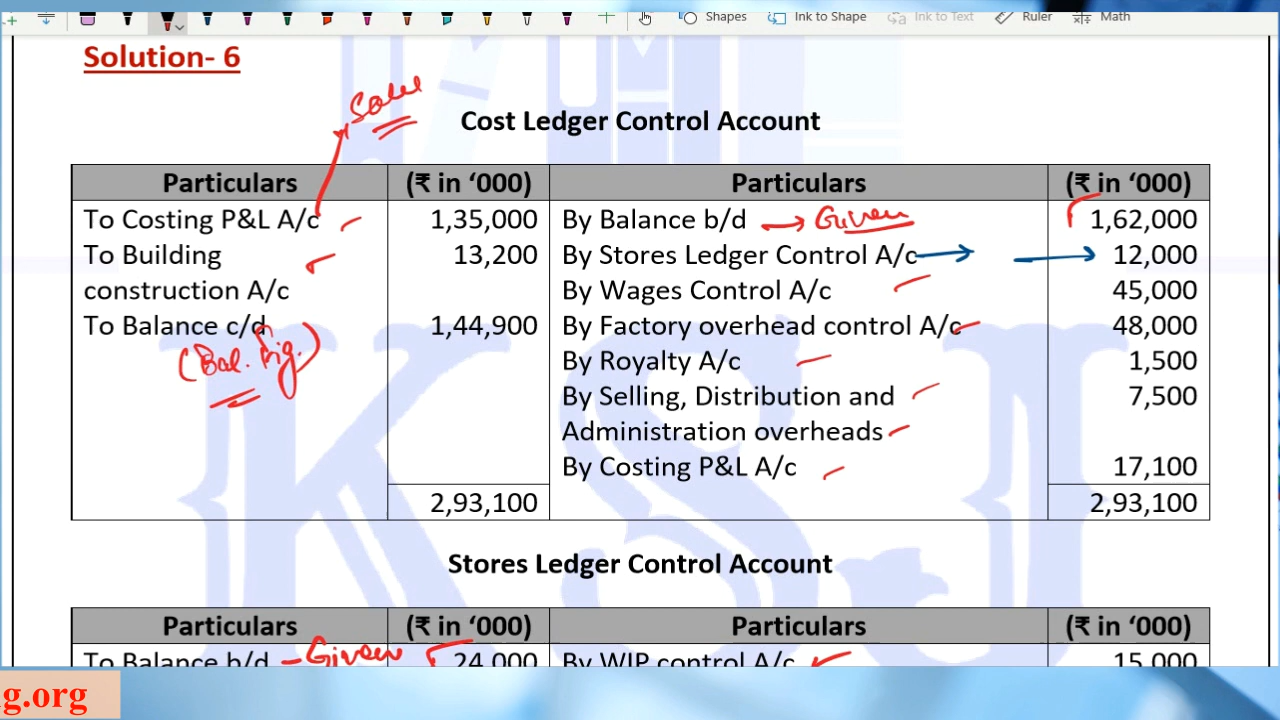 Shapes Ink to Shape Ink to Text Ruler Math
Solution- 6
Sales
Cost Ledger Control Account
Particulars (₹ in ‘000) Particulars (₹ in ‘000)
To Costing P&L A/c 1,35,000 By Balance b/d Given 1,62,000
To Building 13,200 By Stores Ledger Control A/c 12,000
construction A/c By Wages Control A/c 45,000
To Balance c/d 1,44,900 By Factory overhead control A/c 48,000
(Bal. Fig.) By Royalty A/c 1,500
By Selling, Distribution and 7,500
Administration overheads
By Costing P&L A/c 17,100
2,93,100 2,93,100
Stores Ledger Control Account
Particulars (₹ in ‘000) Particulars (₹ in ‘000)
To Balance b/d – Given 24,000 By WIP control A/c 15,000
KSJ
g.org